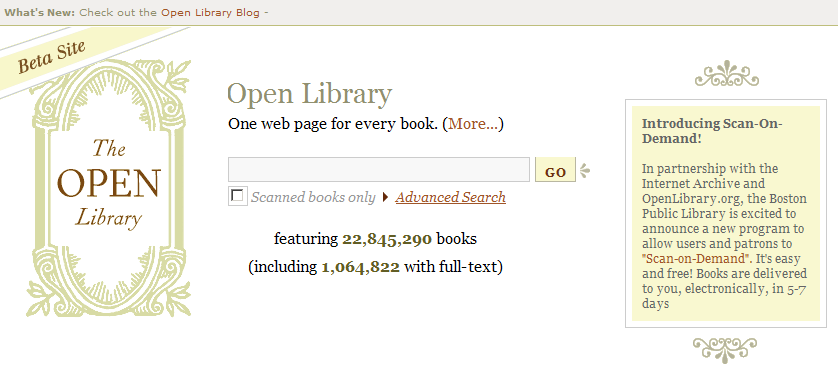 What's New: Check out the Open Library Blog -
Beta Site
The
OPEN
Library
Open Library
One web page for every book. (More...)
GO
Scanned books only Advanced Search
featuring 22,845,290 books
(including 1,064,822 with full-text)
Introducing Scan-On-
Demand!
In partnership with the
Internet Archive and
OpenLibrary.org, the Boston
Public Library is excited to
announce a new program to
allow users and patrons to
"Scan-on-Demand". It's easy
and free! Books are delivered
to you, electronically, in 5-7
days